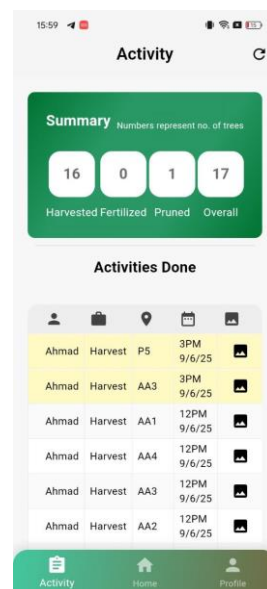 15:59
Activity
Summary Numbers represent no. of trees
16 0 1 17
Harvested Fertilized Pruned Overall
Activities Done
Ahmad Harvest P5 3PM 9/6/25
Ahmad Harvest AA3 3PM 9/6/25
Ahmad Harvest AA1 12PM 9/6/25
Ahmad Harvest AA4 12PM 9/6/25
Ahmad Harvest AA3 12PM 9/6/25
Ahmad Harvest AA2 12PM 9/6/25
Activity Home Profile